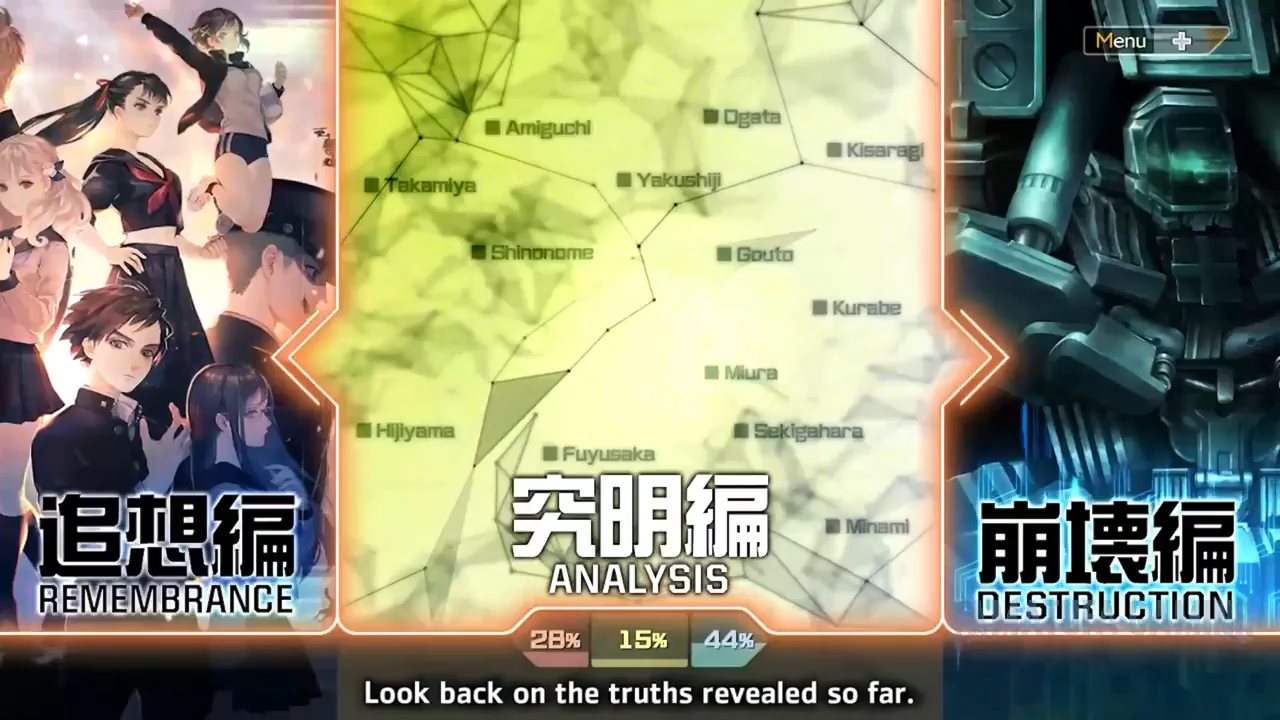 Menu
Amiguchi
Ogata
Kisaragi
Takamiya
Yakushiji
Shinonome
Gouto
Kurabe
Miura
Hijiyama
Sekigahara
Fuyusaka
Minami
追想編
REMEMBRANCE
究明編
ANALYSIS
崩壊編
DESTRUCTION
28% 15% 44%
Look back on the truths revealed so far.